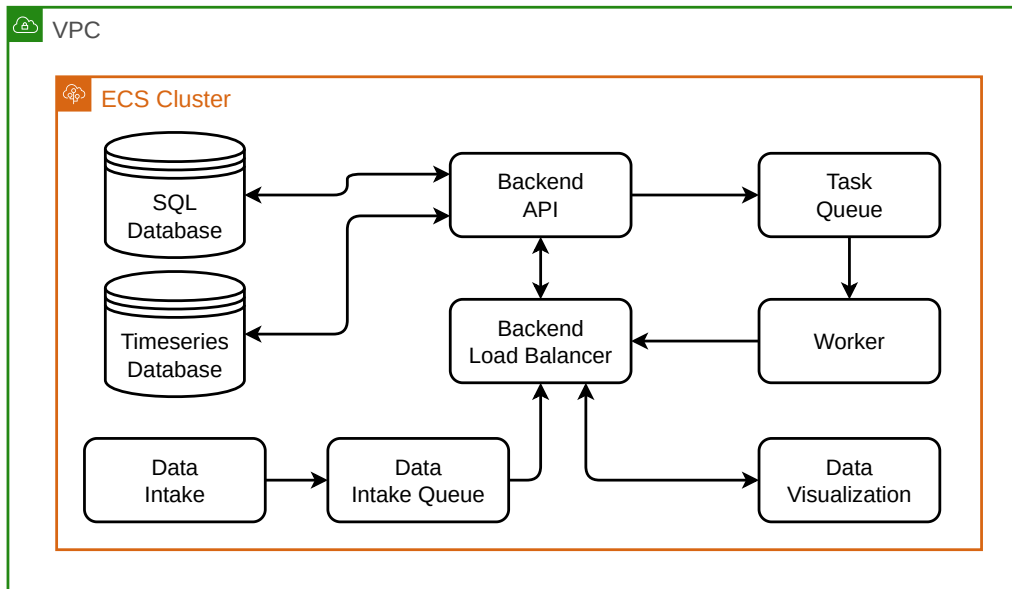 VPC
ECS Cluster
SQL
Database
Backend
API
Task
Queue
Timeseries
Database
Backend
Load Balancer
Worker
Data
Intake
Data
Intake Queue
Data
Visualization